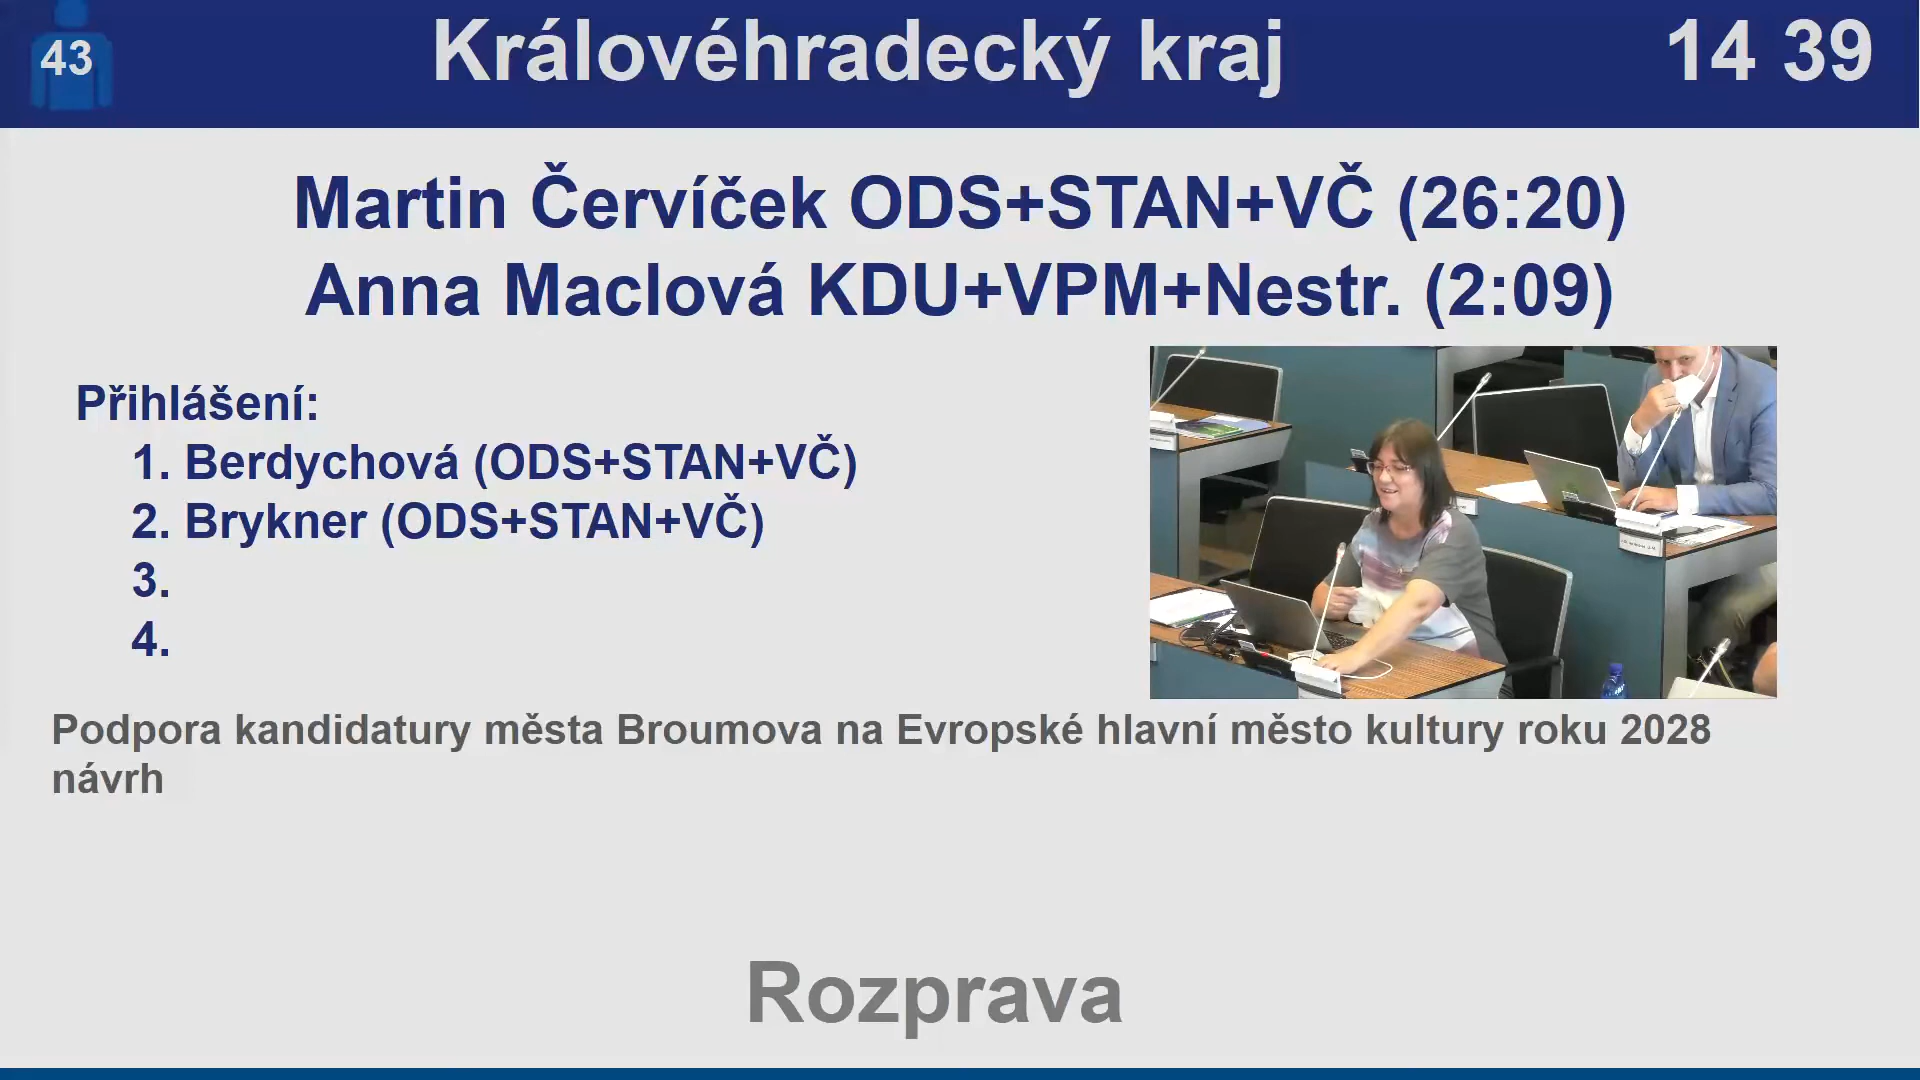 43
Královéhradecký kraj
14 39
Martin Červíček ODS+STAN+VČ (26:20)
Anna Maclová KDU+VPM+Nestr. (2:09)
Přihlášení:
1. Berdychová (ODS+STAN+VČ)
2. Brykner (ODS+STAN+VČ)
3.
4.
Podpora kandidatury města Broumova na Evropské hlavní město kultury roku 2028
návrh
Rozprava